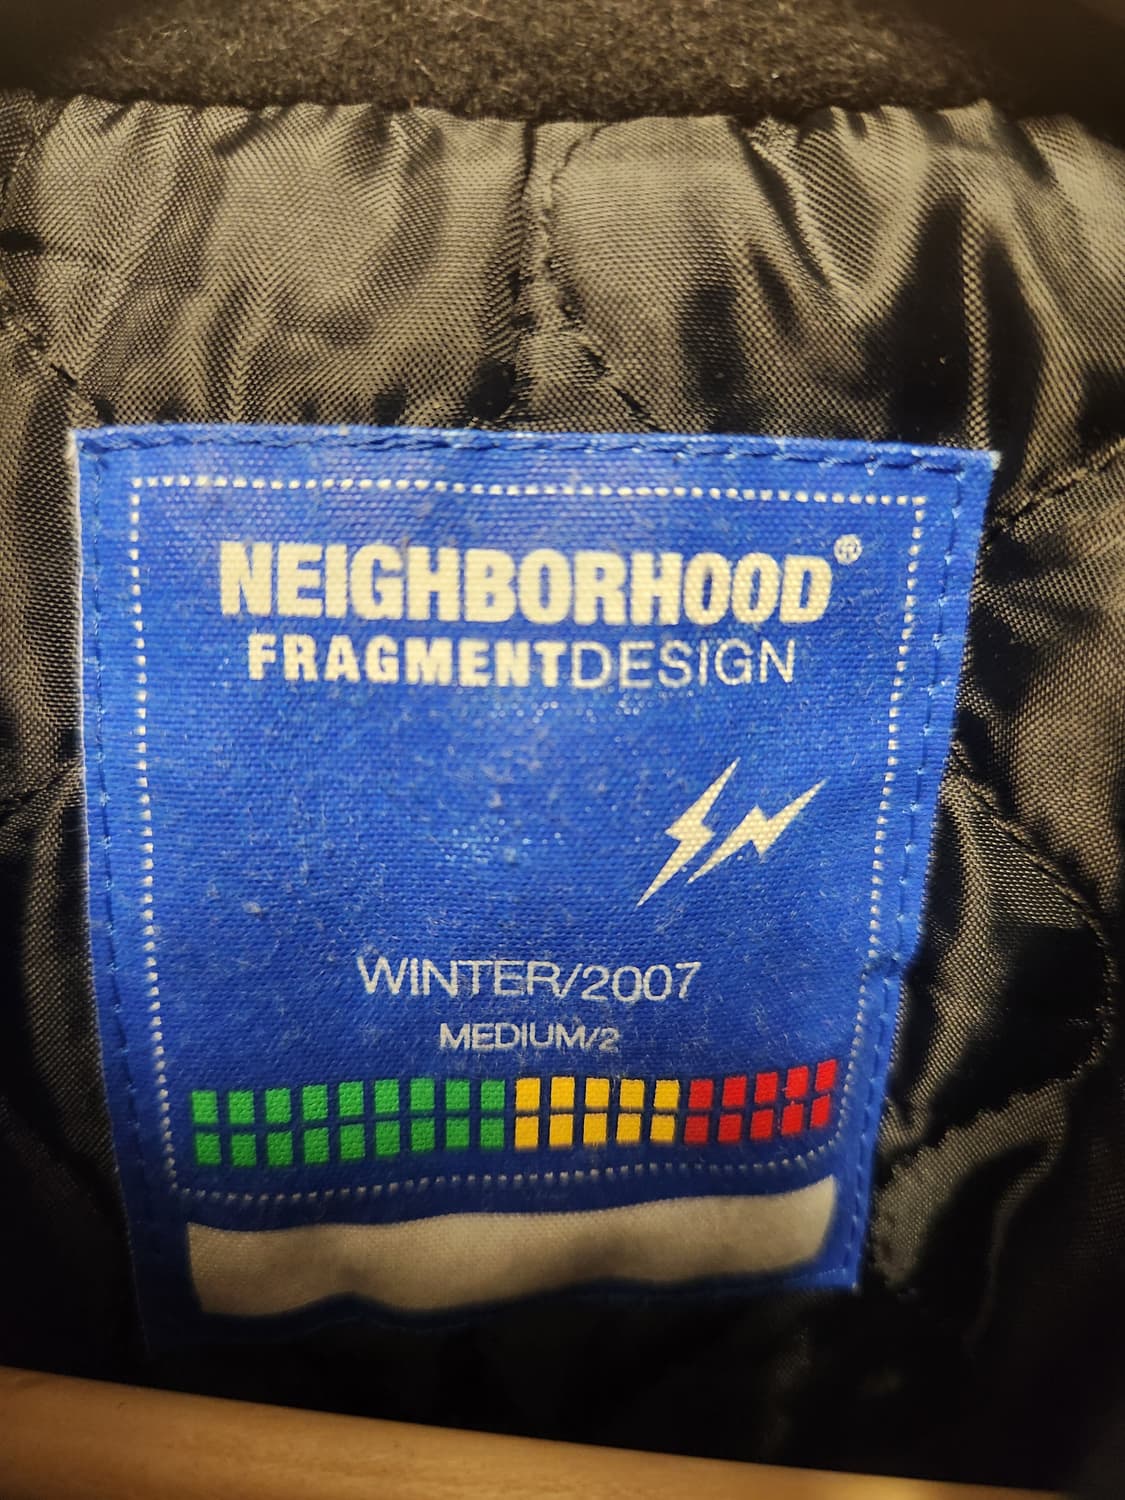 NEIGHBORHOOD®
FRAGMENTDESIGN
WINTER/2007
MEDIUM/2